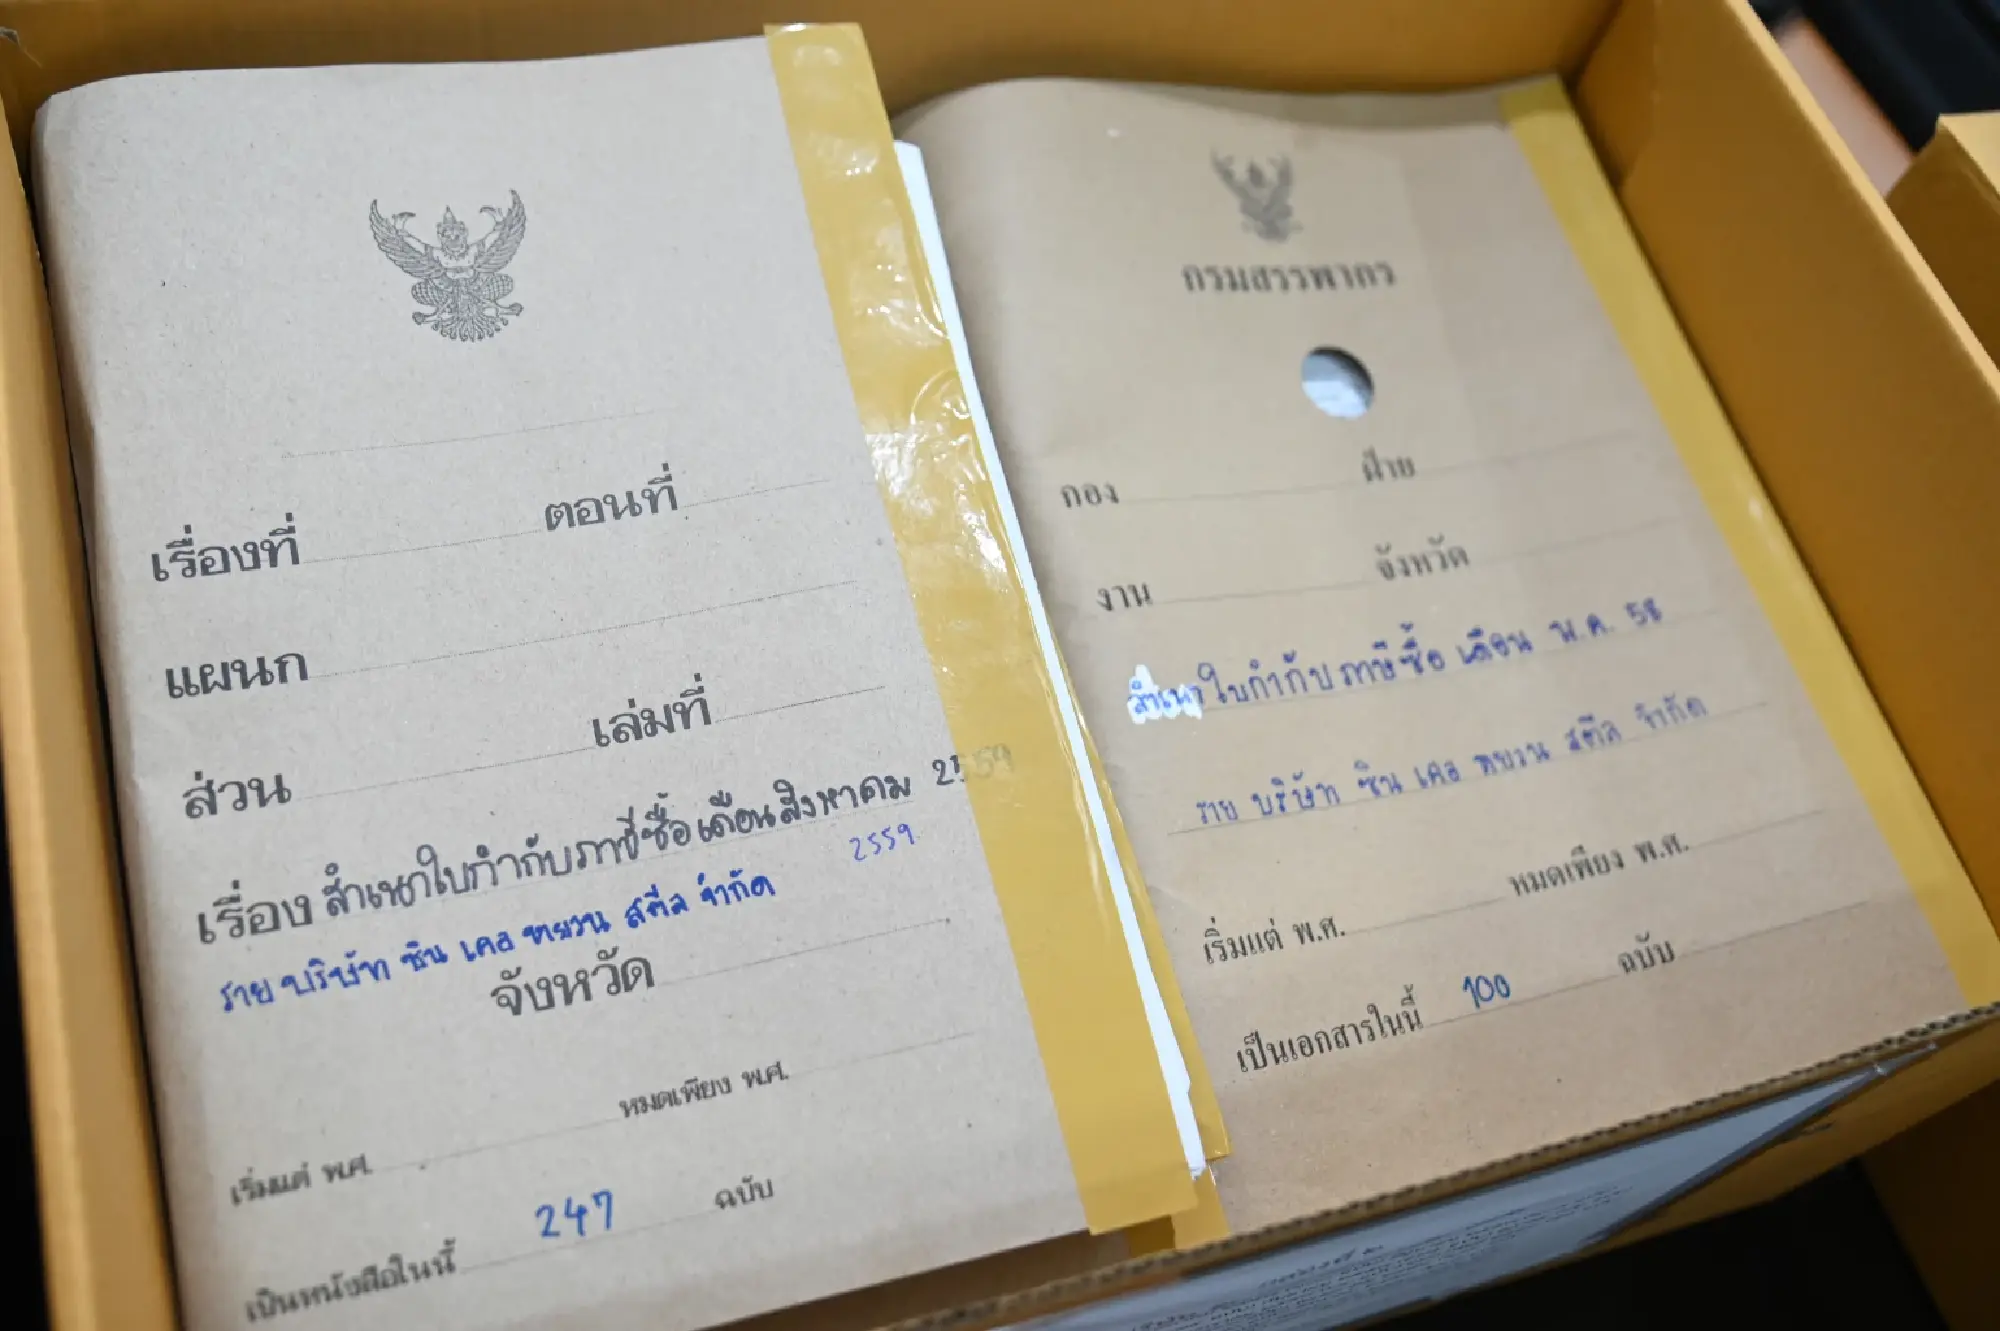 เรื่องที่ ตอนที่
แผนก
ส่วน เล่มที่
เรื่อง สำเนาใบกำกับภาษีซื้อ เดือนสิงหาคม 2559
2559
ราย บริษัท ซิน เคอ หยวน สตีล จำกัด
จังหวัด
เริ่มแต่ พ.ศ. หมดเพียง พ.ศ.
เป็นหนังสือในนี้ 247 ฉบับ
กรมสรรพากร
กอง ฝ่าย
งาน จังหวัด
สำเนา ใบกำกับภาษีซื้อ เดือน พ.ค. 58
ราย บริษัท ซิน เคอ หยวน สตีล จำกัด
เริ่มแต่ พ.ศ. หมดเพียง พ.ศ.
เป็นเอกสารในนี้ 100 ฉบับ